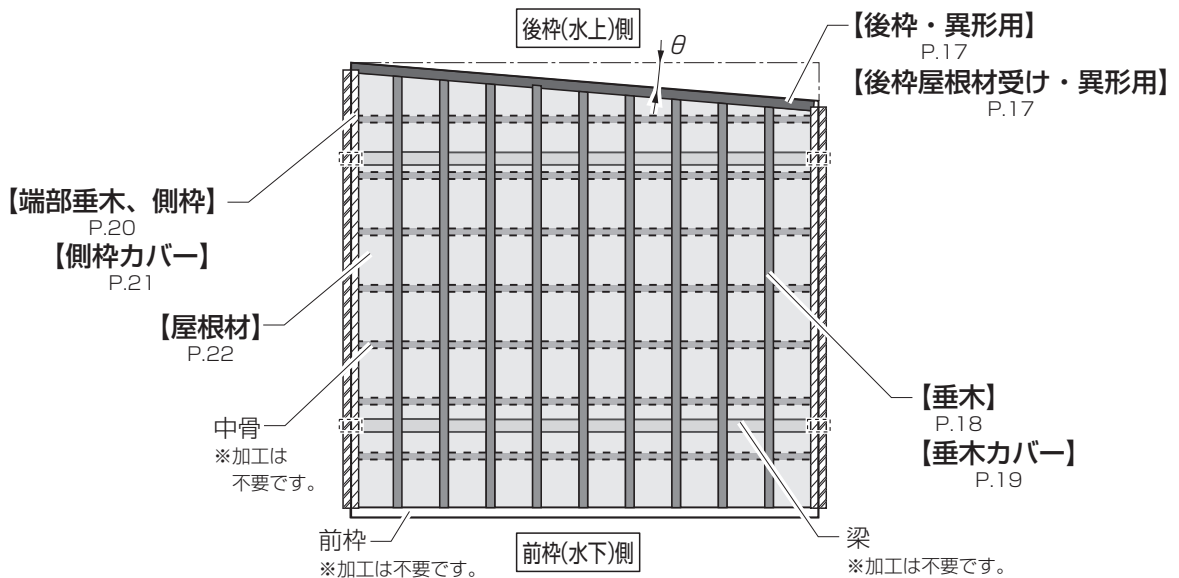 後枠(水上)側
θ
【後枠・異形用】
P.17
【後枠屋根材受け・異形用】
P.17
【端部垂木、側枠】
P.20
【側枠カバー】
P.21
【屋根材】
P.22
中骨
※加工は
不要です。
【垂木】
P.18
【垂木カバー】
P.19
前枠
※加工は不要です。
前枠(水下)側
梁
※加工は不要です。